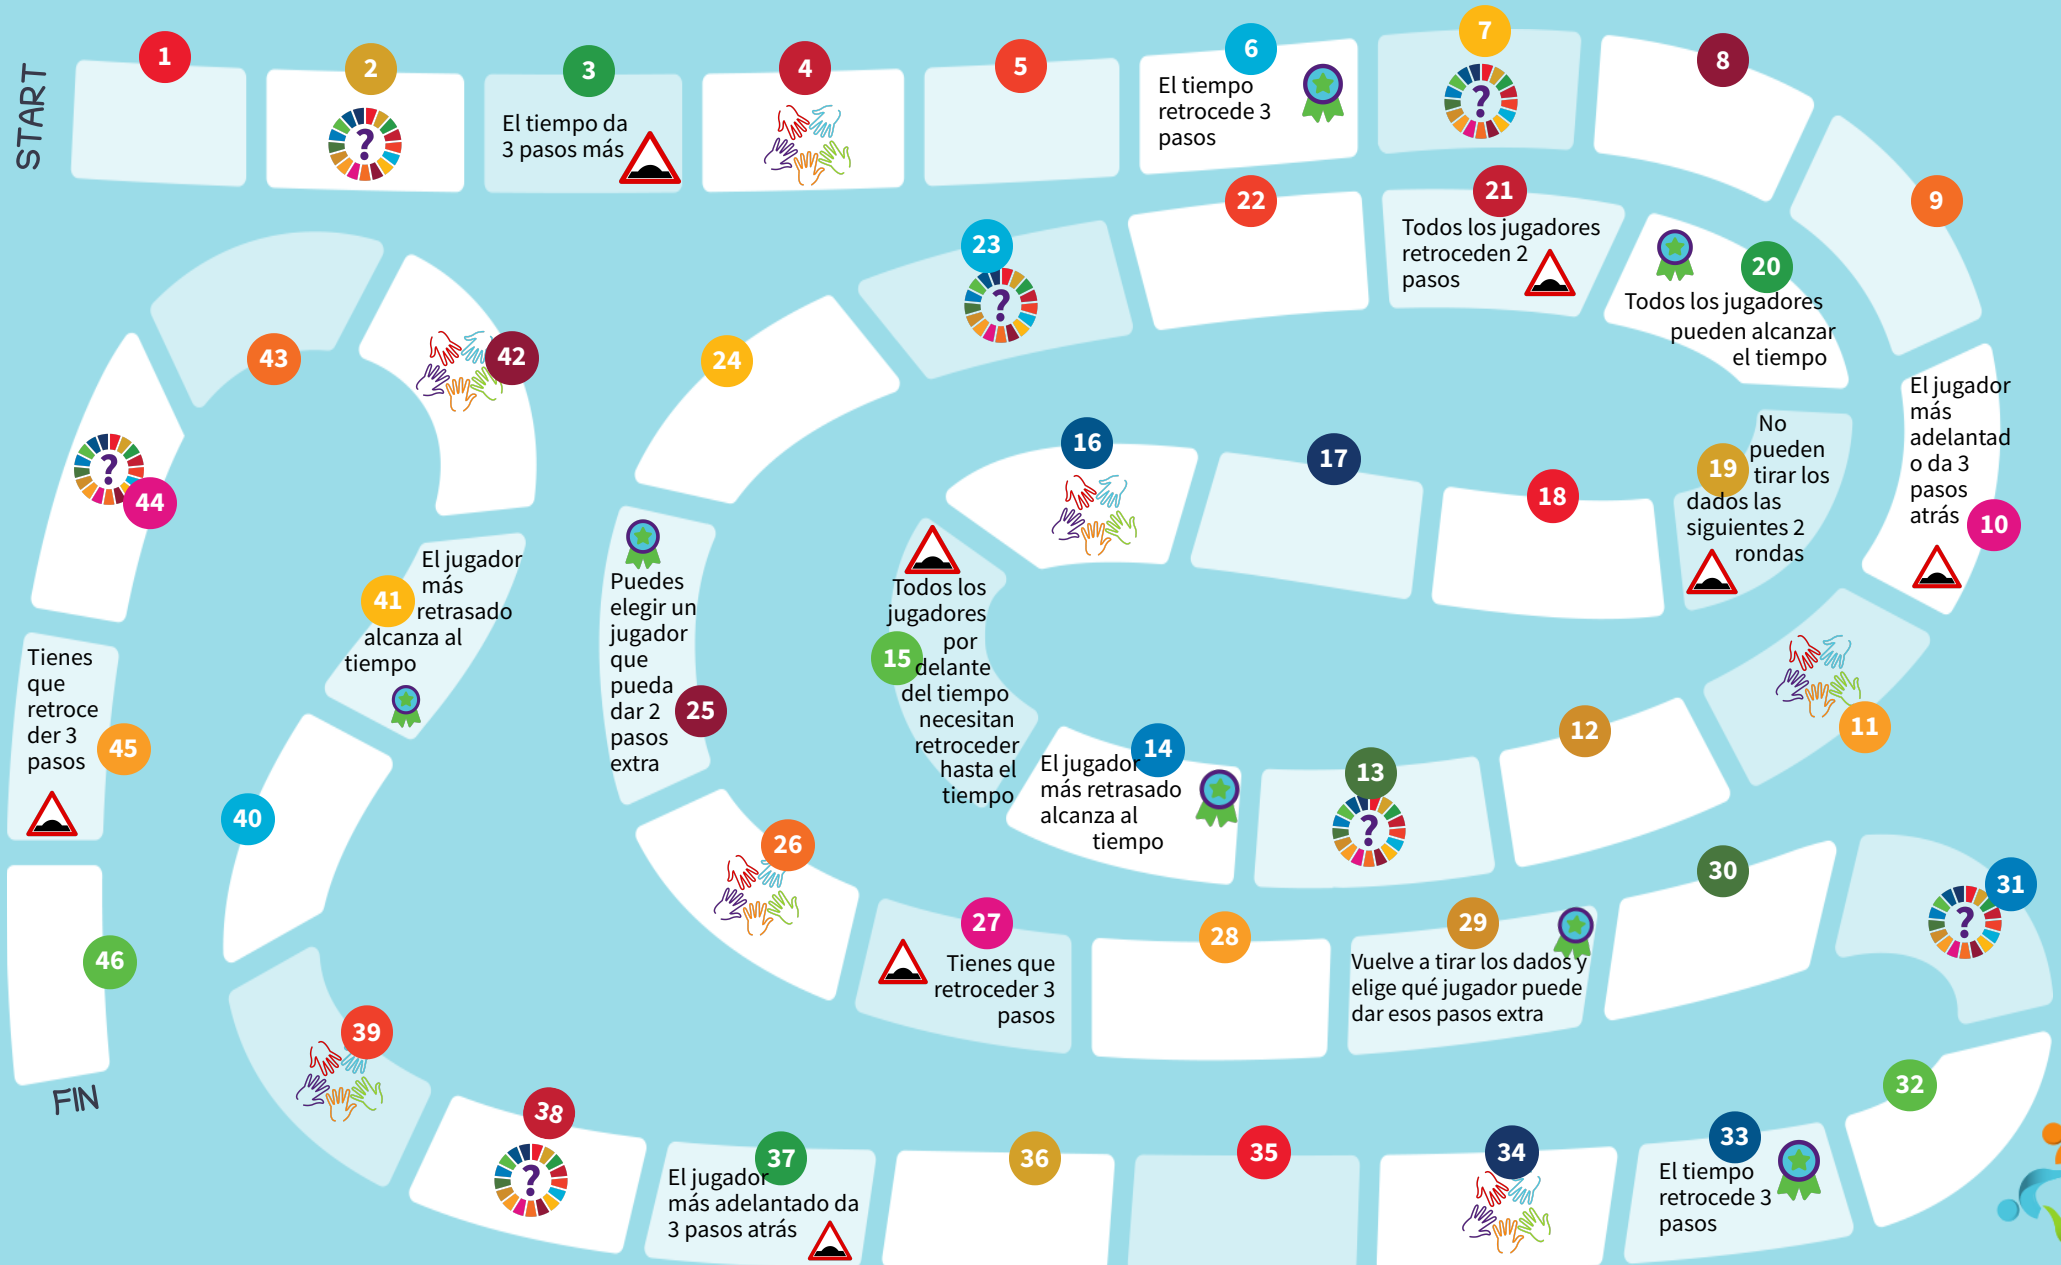 START
1
2
?
3
El tiempo da
3 pasos más
4
5
6
El tiempo
retrocede 3
pasos
7
?
8
9
10
El jugador
más
adelantad
o da 3
pasos
atrás
11
12
13
?
14
El jugador
más retrasado
alcanza al
tiempo
15
Todos los
jugadores
por
delante
del tiempo
necesitan
retroceder
hasta el
tiempo
16
17
18
19
No
pueden
tirar los
dados las
siguientes 2
rondas
20
Todos los jugadores
pueden alcanzar
el tiempo
21
Todos los jugadores
retroceden 2
pasos
22
23
?
24
25
Puedes
elegir un
jugador
que
pueda
dar 2
pasos
extra
26
27
Tienes que
retroceder 3
pasos
28
29
Vuelve a tirar los dados y
elige qué jugador puede
dar esos pasos extra
30
31
?
32
33
El tiempo
retrocede 3
pasos
34
35
36
37
El jugador
más adelantado da
3 pasos atrás
38
?
39
40
41
El jugador
más
retrasado
alcanza al
tiempo
42
43
44
?
45
Tienes
que
retroce
der 3
pasos
46
FIN